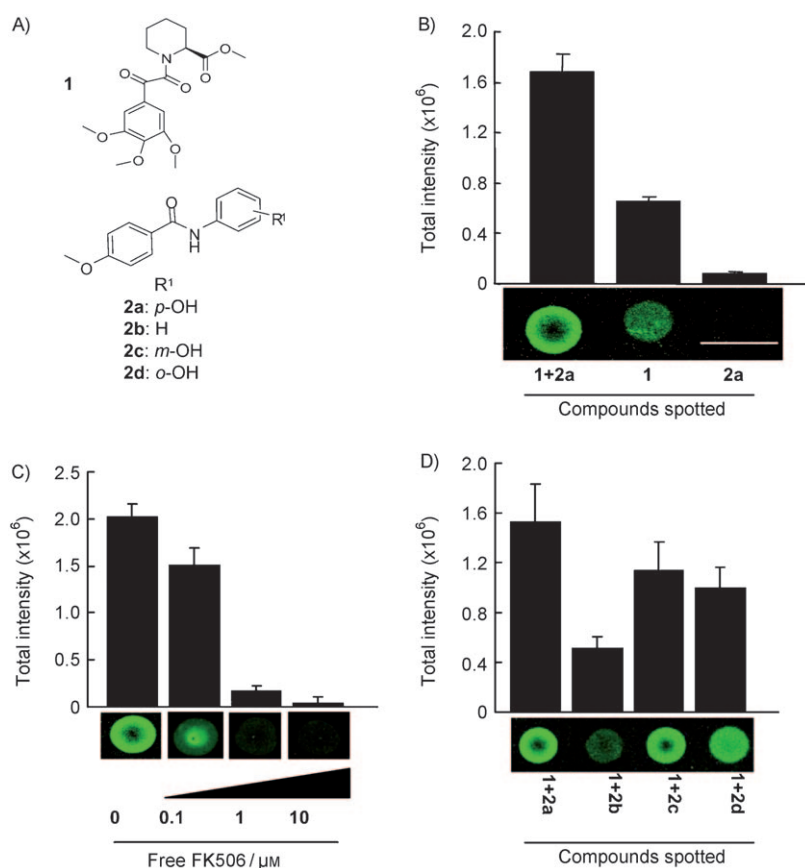 A)
1
N
O
O
O
O
O
O
O
O
O
N
H
R¹
R¹
2a: p-OH
2b: H
2c: m-OH
2d: o-OH
B)
Total intensity (x10⁶)
2.0
1.6
1.2
0.8
0.4
0
1+2a 1 2a
Compounds spotted
C)
Total intensity (x10⁶)
2.5
2.0
1.5
1.0
0.5
0
0 0.1 1 10
Free FK506 / µM
D)
Total intensity (x10⁶)
2.0
1.6
1.2
0.8
0.4
0
1+2a
1+2b
1+2c
1+2d
Compounds spotted